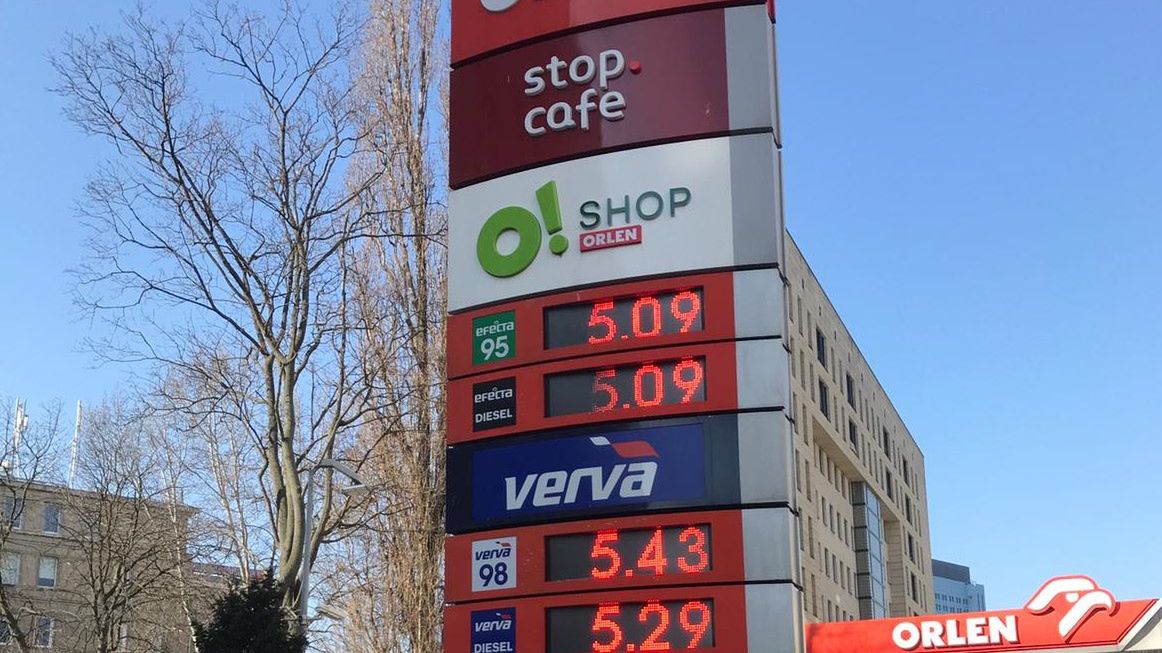 stop.
cafe
O! SHOP
ORLEN
efecta
95
5.09
efecta
DIESEL
5.09
verva
verva
98
5.43
verva
DIESEL
5.29
ORLEN